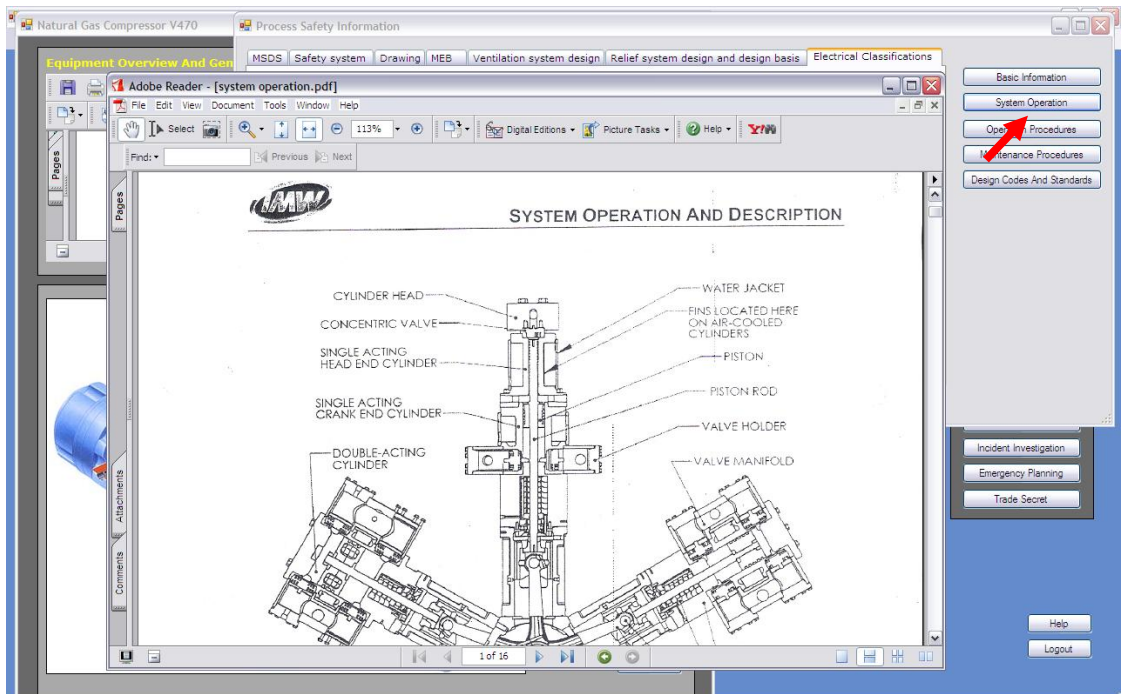 Natural Gas Compressor V470
Process Safety Information
Equipment Overview And Gen
MSDS
Safety system
Drawing
MEB
Ventilation system design
Relief system design and design basis
Electrical Classifications
Basic Infomation
System Operation
Procedures
Maintenance Procedures
Design Codes And Standards
Adobe Reader - [system operation.pdf]
File Edit View Document Tools Window Help
Select
113%
Digital Editions
Picture Tasks
Help
Y!
Find:
Previous
Next
Pages
Pages
Attachments
Comments
IMW
SYSTEM OPERATION AND DESCRIPTION
CYLINDER HEAD
CONCENTRIC VALVE
SINGLE ACTING
HEAD END CYLINDER
SINGLE ACTING
CRANK END CYLINDER
DOUBLE-ACTING
CYLINDER
WATER JACKET
FINS LOCATED HERE
ON AIR-COOLED
CYLINDERS
PISTON
PISTON ROD
VALVE HOLDER
VALVE MANIFOLD
1 of 16
Incident Investigation
Emergency Planning
Trade Secret
Help
Logout